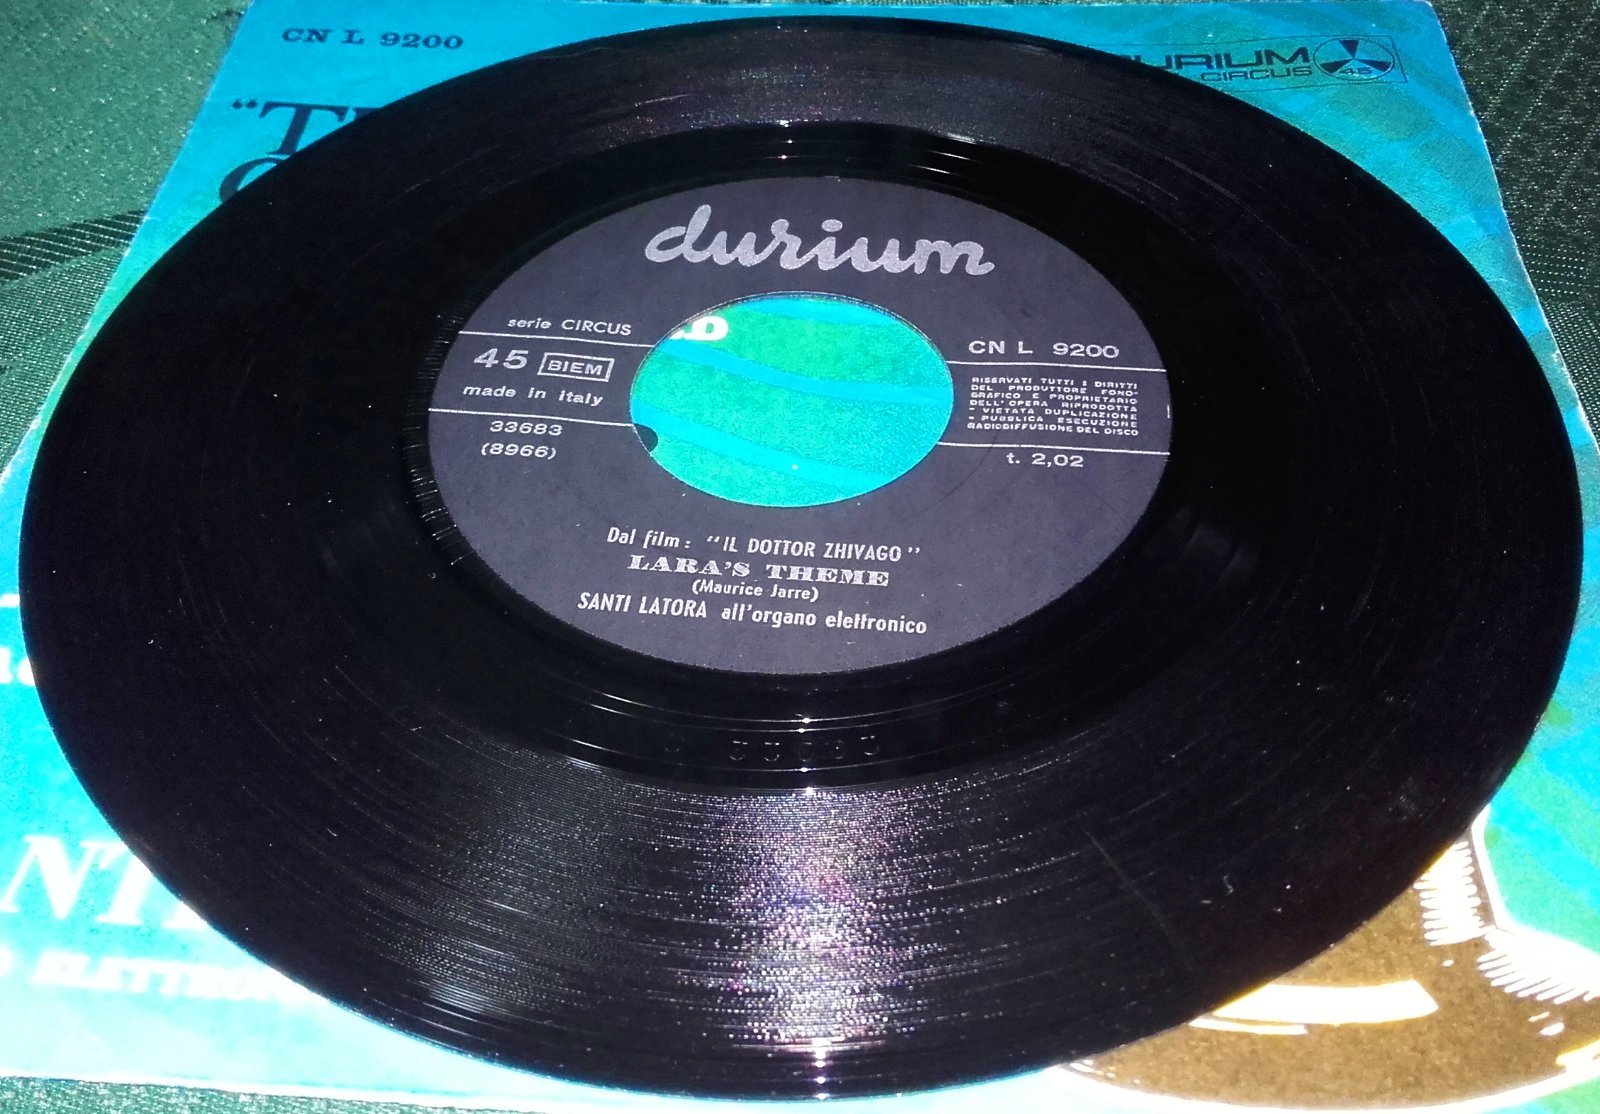 CN L 9200
CIRCUS
45
durium
serie CIRCUS
45 BIEM
made in italy
33683
(8966)
CN L 9200
RISERVATI TUTTI I DIRITTI
DEL PRODUTTORE FONO-
GRAFICO E PROPRIETARIO
DELL'OPERA RIPRODOTTA
- VIETATA DUPLICAZIONE
- PUBBLICA ESECUZIONE
RADIODIFFUSIONE DEL DISCO
t. 2,02
Dal film: "IL DOTTOR ZHIVAGO"
LARA'S THEME
(Maurice Jarre)
SANTI LATORA all'organo elettronico